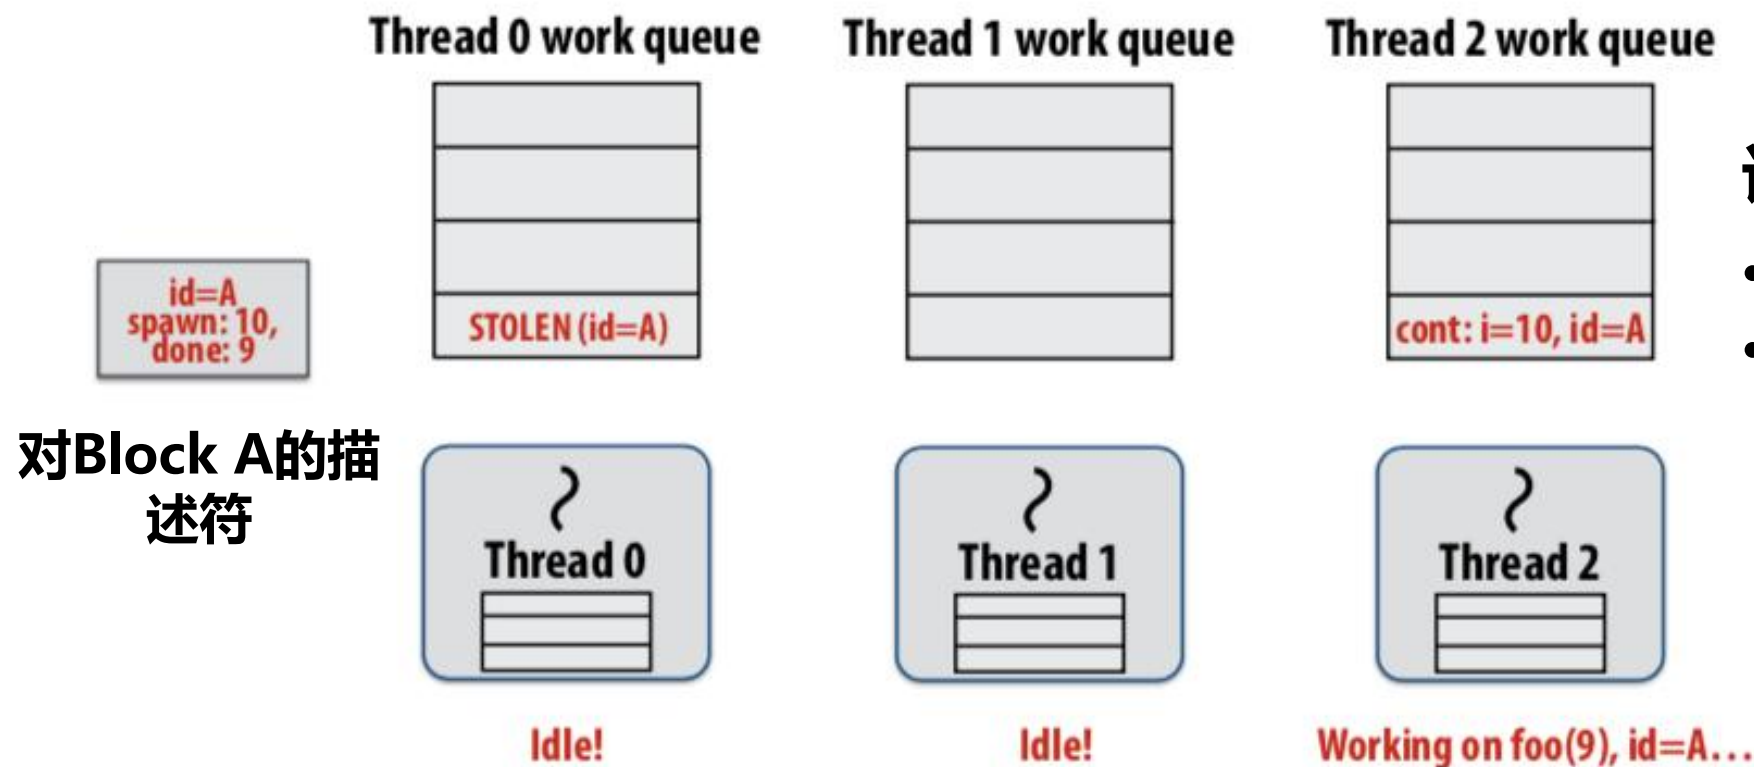 Thread 0 work queue
Thread 1 work queue
Thread 2 work queue
id=A
spawn: 10,
done: 9
STOLEN (id=A)
cont: i=10, id=A
•
•
对Block A的描
述符
Thread 0
Thread 1
Thread 2
Idle!
Idle!
Working on foo(9), id=A...